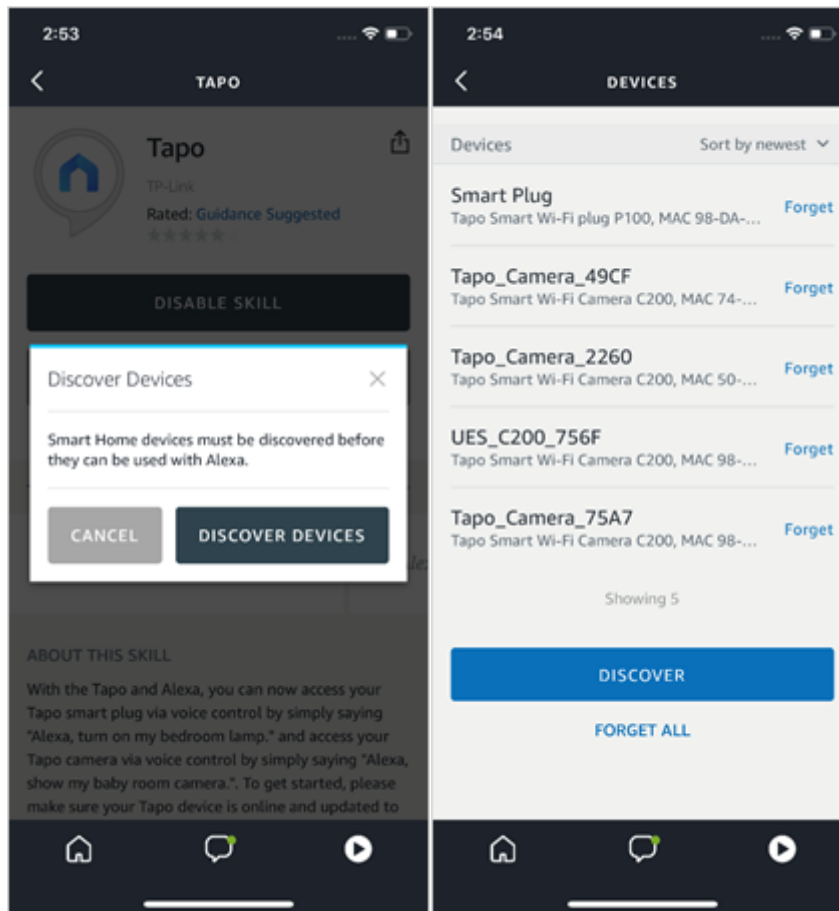 2:53
TAPO
Tapo
TP-Link
Rated: Guidance Suggested
DISABLE SKILL
Discover Devices
Smart Home devices must be discovered before
they can be used with Alexa.
CANCEL
DISCOVER DEVICES
ABOUT THIS SKILL
With the Tapo and Alexa, you can now access your
Tapo smart plug via voice control by simply saying
"Alexa, turn on my bedroom lamp." and access your
Tapo camera via voice control by simply saying "Alexa,
show my baby room camera.". To get started, please
make sure your Tapo device is online and updated to
2:54
DEVICES
Devices
Sort by newest
Smart Plug
Tapo Smart Wi-Fi plug P100, MAC 98-DA-...
Forget
Tapo_Camera_49CF
Tapo Smart Wi-Fi Camera C200, MAC 74-...
Forget
Tapo_Camera_2260
Tapo Smart Wi-Fi Camera C200, MAC 50-...
Forget
UES_C200_756F
Tapo Smart Wi-Fi Camera C200, MAC 98-...
Forget
Tapo_Camera_75A7
Tapo Smart Wi-Fi Camera C200, MAC 98-...
Forget
Showing 5
DISCOVER
FORGET ALL